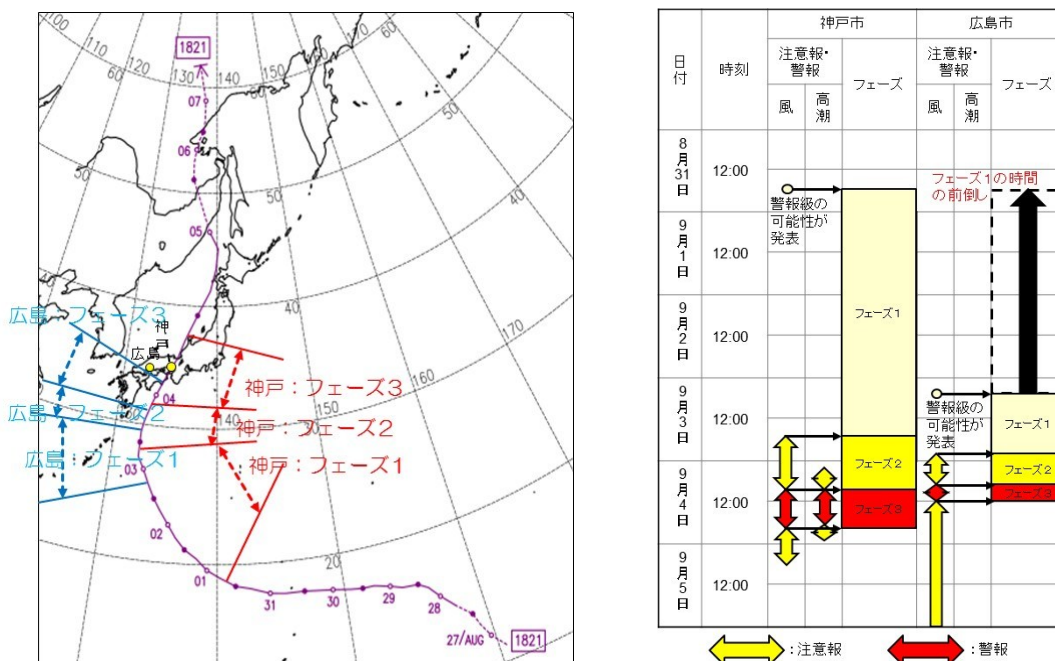 100
110
120
130
140
150
160
60
50
1821
07
06
05
50
60
50
40
40
170
160
150
140
130
30
20
04
03
02
01
31
30
29
28
27/AUG
1821
広島：フェーズ3
神戸
広島
広島：フェーズ2
広島：フェーズ1
神戸：フェーズ3
神戸：フェーズ2
神戸：フェーズ1
日付
時刻
神戸市
広島市
注意報・警報
フェーズ
注意報・警報
フェーズ
風
高潮
風
高潮
8月31日
12:00
警報級の
可能性が
発表
フェーズ1の時間
の前倒し
9月1日
12:00
9月2日
12:00
フェーズ1
9月3日
12:00
警報級の
可能性が
発表
フェーズ1
フェーズ2
フェーズ2
9月4日
12:00
フェーズ3
フェーズ3
9月5日
12:00
：注意報
：警報